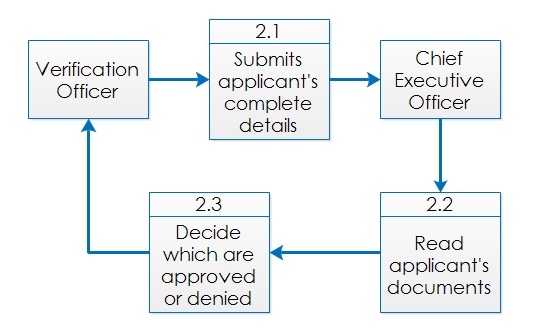 Verification
Officer
2.1
Submits
applicant's
complete
details
Chief
Executive
Officer
2.2
Read
applicant's
documents
2.3
Decide
which are
approved
or denied